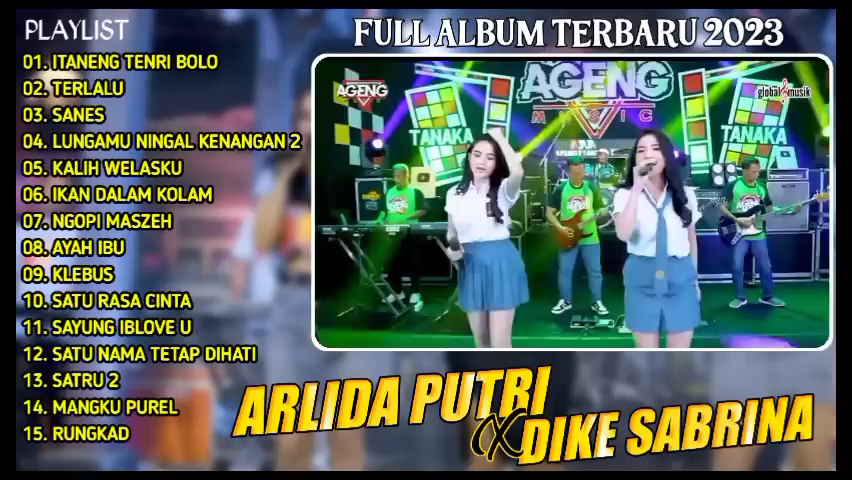 PLAYLIST
FULL ALBUM TERBARU 2023
01. ITANENG TENRI BOLO
02. TERLALU
03. SANES
04. LUNGAMU NINGAL KENANGAN 2
05. KALIH WELASKU
06. IKAN DALAM KOLAM
07. NGOPI MASZEH
08. AYAH IBU
09. KLEBUS
10. SATU RASA CINTA
11. SAYUNG IBLOVE U
12. SATU NAMA TETAP DIHATI
13. SATRU 2
14. MANGKU PUREL
15. RUNGKAD
AGENG
AGENG
MUSIC
global musik
TANAKA
TANAKA
ARLIDA PUTRI
X DIKE SABRINA